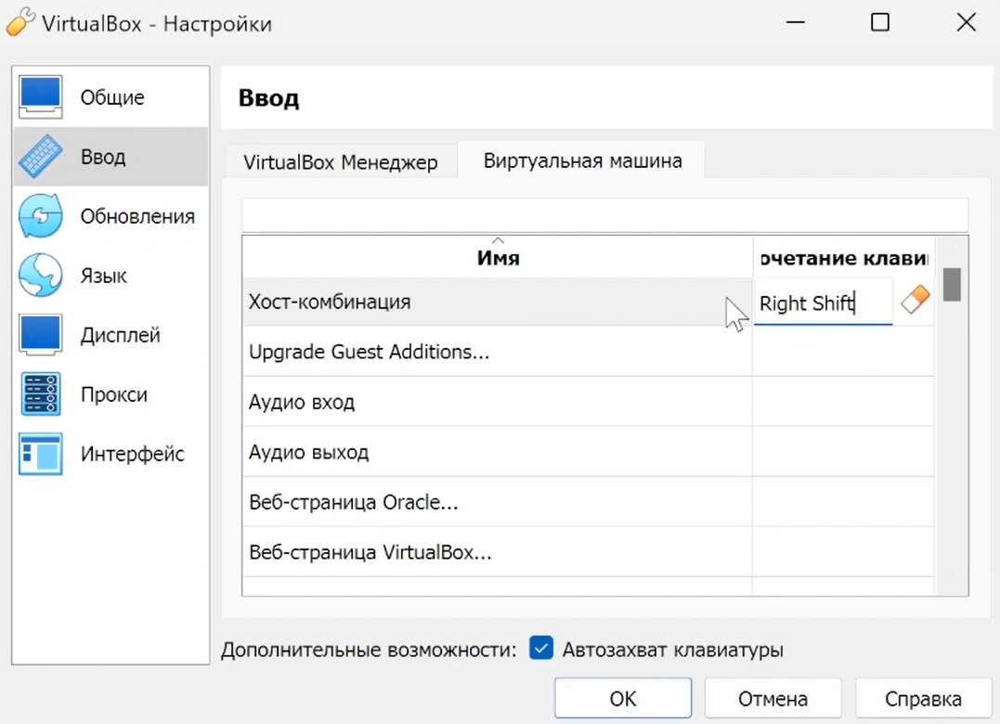 VirtualBox - Настройки
Общие
Ввод
Обновления
Язык
Дисплей
Прокси
Интерфейс
Ввод
VirtualBox Менеджер
Виртуальная машина
Имя
очетание клави
Хост-комбинация
Right Shift
Upgrade Guest Additions...
Аудио вход
Аудио выход
Веб-страница Oracle...
Веб-страница VirtualBox...
Дополнительные возможности:
Автозахват клавиатуры
OK
Отмена
Справка